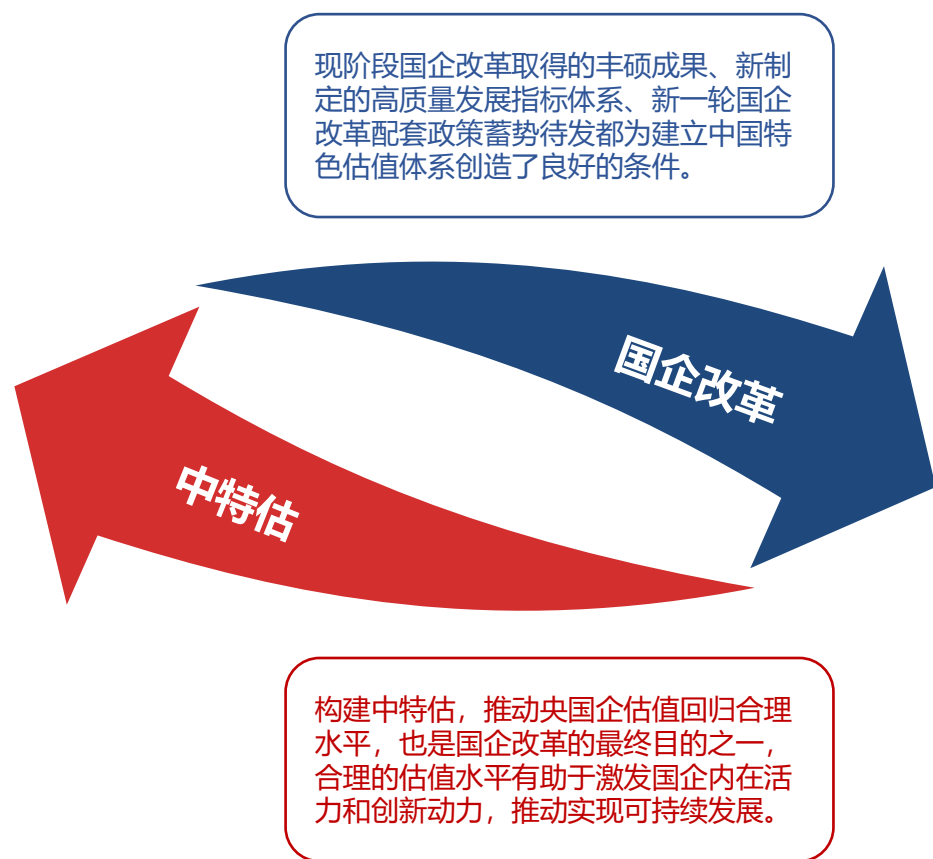 现阶段国企改革取得的丰硕成果、新制
定的高质量发展指标体系、新一轮国企
改革配套政策蓄势待发都为建立中国特
色估值体系创造了良好的条件。
国企改革
中特估
构建中特估，推动央国企估值回归合理
水平，也是国企改革的最终目的之一，
合理的估值水平有助于激发国企内在活
力和创新动力，推动实现可持续发展。